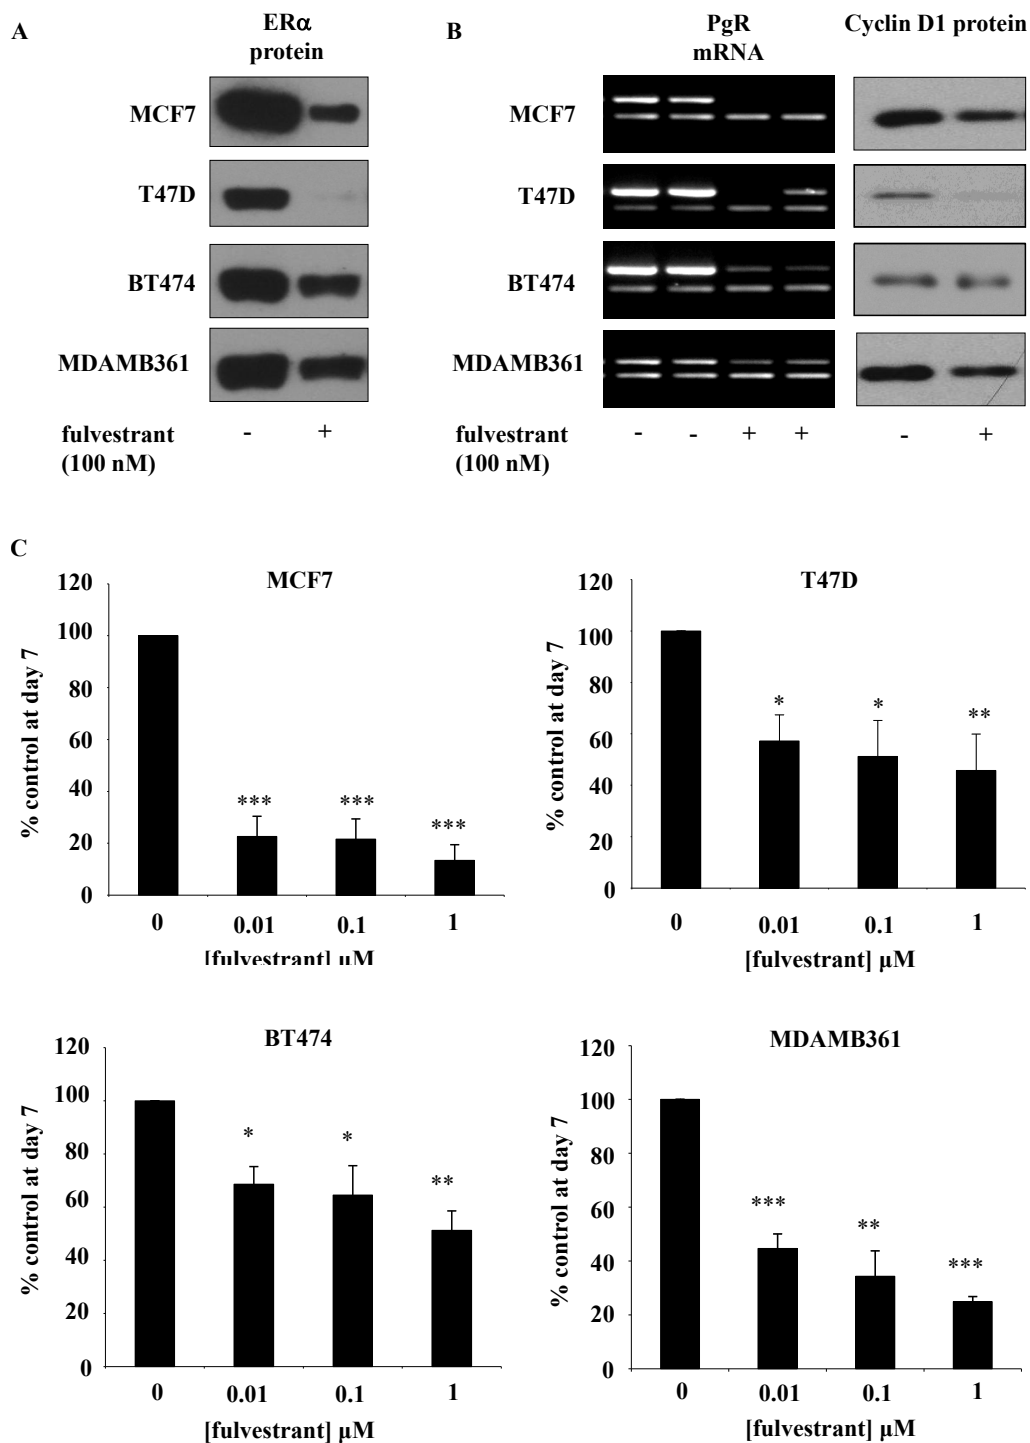 A
ERα
protein
MCF7
T47D
BT474
MDAMB361
fulvestrant - +
(100 nM)
B
PgR
mRNA
Cyclin D1 protein
MCF7
T47D
BT474
MDAMB361
fulvestrant - - + + - +
(100 nM)
C
MCF7
% control at day 7
120
100
80
60
40
20
0
***
***
***
0 0.01 0.1 1
[fulvestrant] µM
T47D
% control at day 7
120
100
80
60
40
20
0
*
*
**
0 0.01 0.1 1
[fulvestrant] µM
BT474
% control at day 7
120
100
80
60
40
20
0
*
*
**
0 0.01 0.1 1
[fulvestrant] µM
MDAMB361
% control at day 7
120
100
80
60
40
20
0
***
**
***
0 0.01 0.1 1
[fulvestrant] µM